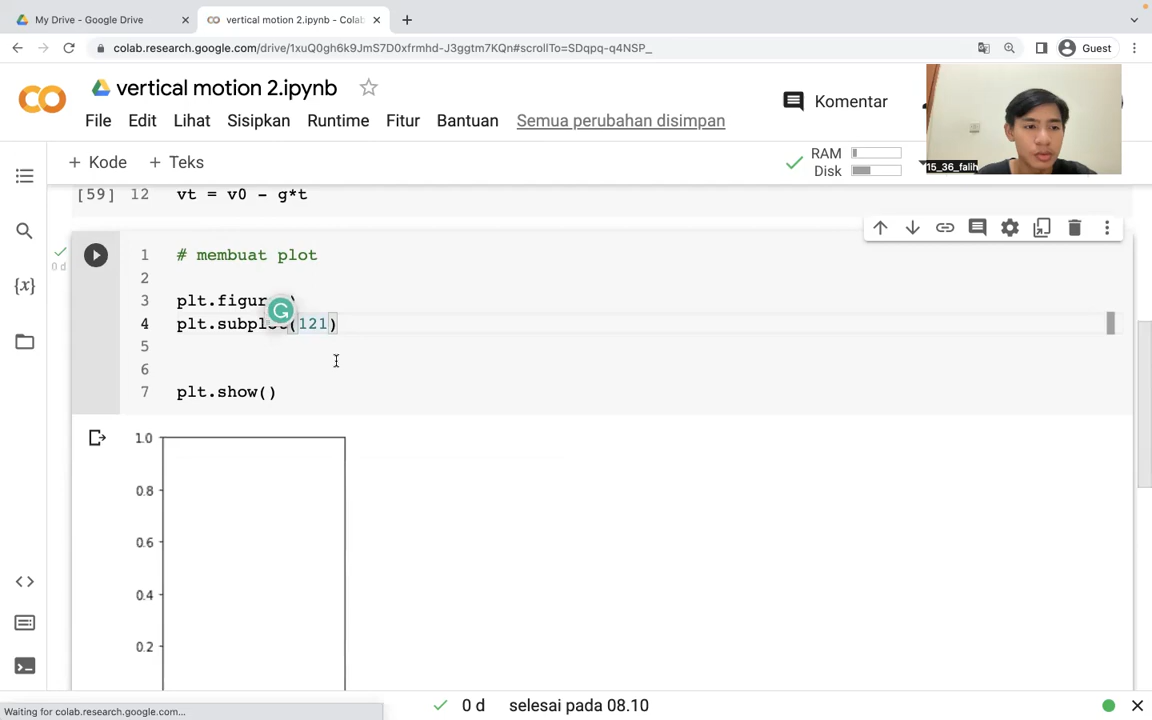 My Drive - Google Drive
vertical motion 2.ipynb - Colab
colab.research.google.com/drive/1xuQ0gh6k9JmS7D0xfrmhd-J3ggtm7KQn#scrollTo=SDqpq-q4NSP_
Guest
vertical motion 2.ipynb
Komentar
File Edit Lihat Sisipkan Runtime Fitur Bantuan Semua perubahan disimpan
15_36_falih
+ Kode + Teks
RAM
Disk
[59] 12 vt = v0 - g*t
0 d
1 # membuat plot
2
3 plt.figure()
4 plt.subplot(121)
5
6
7 plt.show()
1.0
0.8
0.6
0.4
0.2
0 d selesai pada 08.10
Waiting for colab.research.google.com...